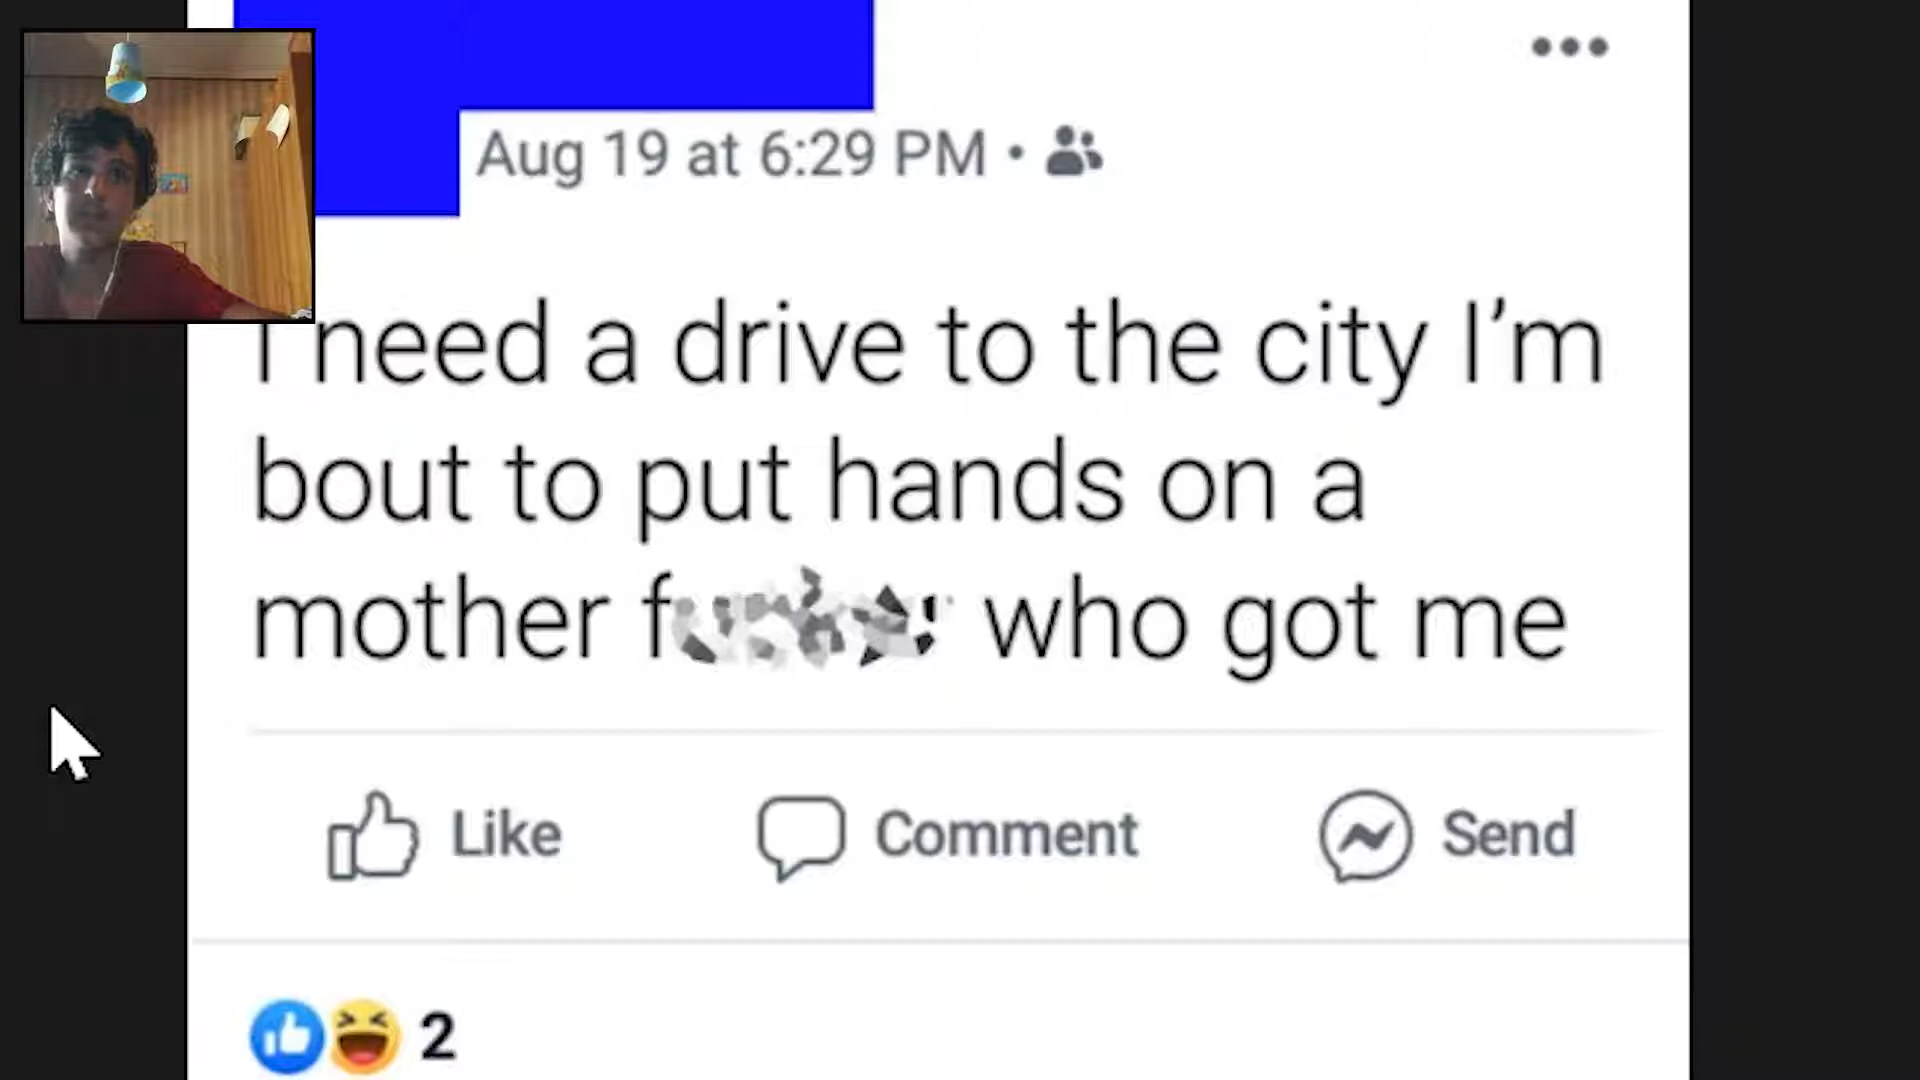 Aug 19 at 6:29 PM
I need a drive to the city I’m
bout to put hands on a
mother f who got me
Like
Comment
Send
2